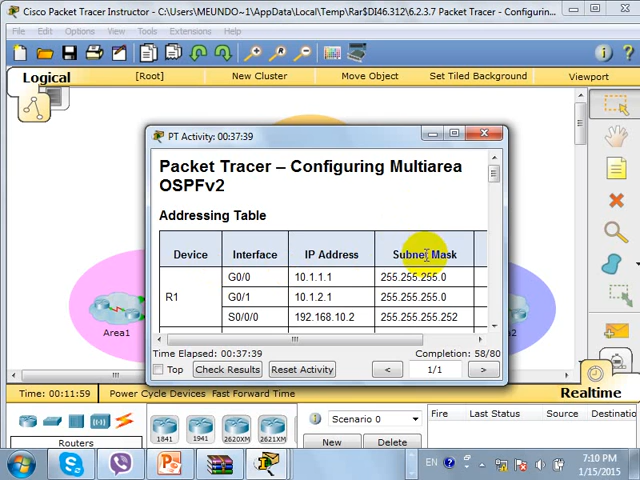 Cisco Packet Tracer Instructor - C:\Users\MEUNDO~1\AppData\Local\Temp\Rar$DI46.312\6.2.3.7 Packet Tracer - Configurin...
File Edit Options View Tools Extensions Help
Logical [Root] New Cluster Move Object Set Tiled Background Viewport
PT Activity: 00:37:39
Packet Tracer – Configuring Multiarea
OSPFv2
Addressing Table
Device Interface IP Address Subnet Mask
R1
G0/0 10.1.1.1 255.255.255.0
G0/1 10.1.2.1 255.255.255.0
S0/0/0 192.168.10.2 255.255.255.252
Area1
Time Elapsed: 00:37:39 Completion: 58/80
Top Check Results Reset Activity < 1/1 >
Time: 00:11:59 Power Cycle Devices Fast Forward Time Realtime
Routers
1841 1941 2620XM 2621XM
Scenario 0
New Delete
Fire Last Status Source Destinatio
EN
7:10 PM
1/15/2015